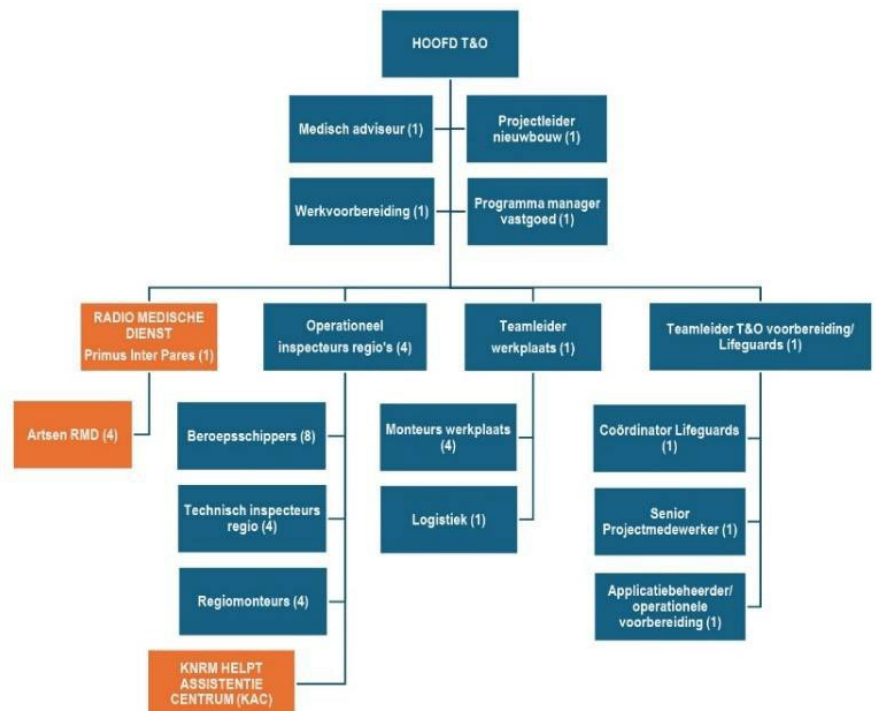 HOOFD T&O
Medisch adviseur (1)
Projectleider
nieuwbouw (1)
Werkvoorbereiding (1)
Programma manager
vastgoed (1)
RADIO MEDISCHE
DIENST
Primus Inter Pares (1)
Operationeel
inspecteurs regio's (4)
Teamleider
werkplaats (1)
Teamleider T&O voorbereiding/
Lifeguards (1)
Artsen RMD (4)
Beroepsschippers (8)
Technisch inspecteurs
regio (4)
Regiomonteurs (4)
KNRM HELPT
ASSISTENTIE
CENTRUM (KAC)
Monteurs werkplaats
(4)
Logistiek (1)
Coördinator Lifeguards
(1)
Senior
Projectmedewerker (1)
Applicatiebeheerder/
operationele
voorbereiding (1)